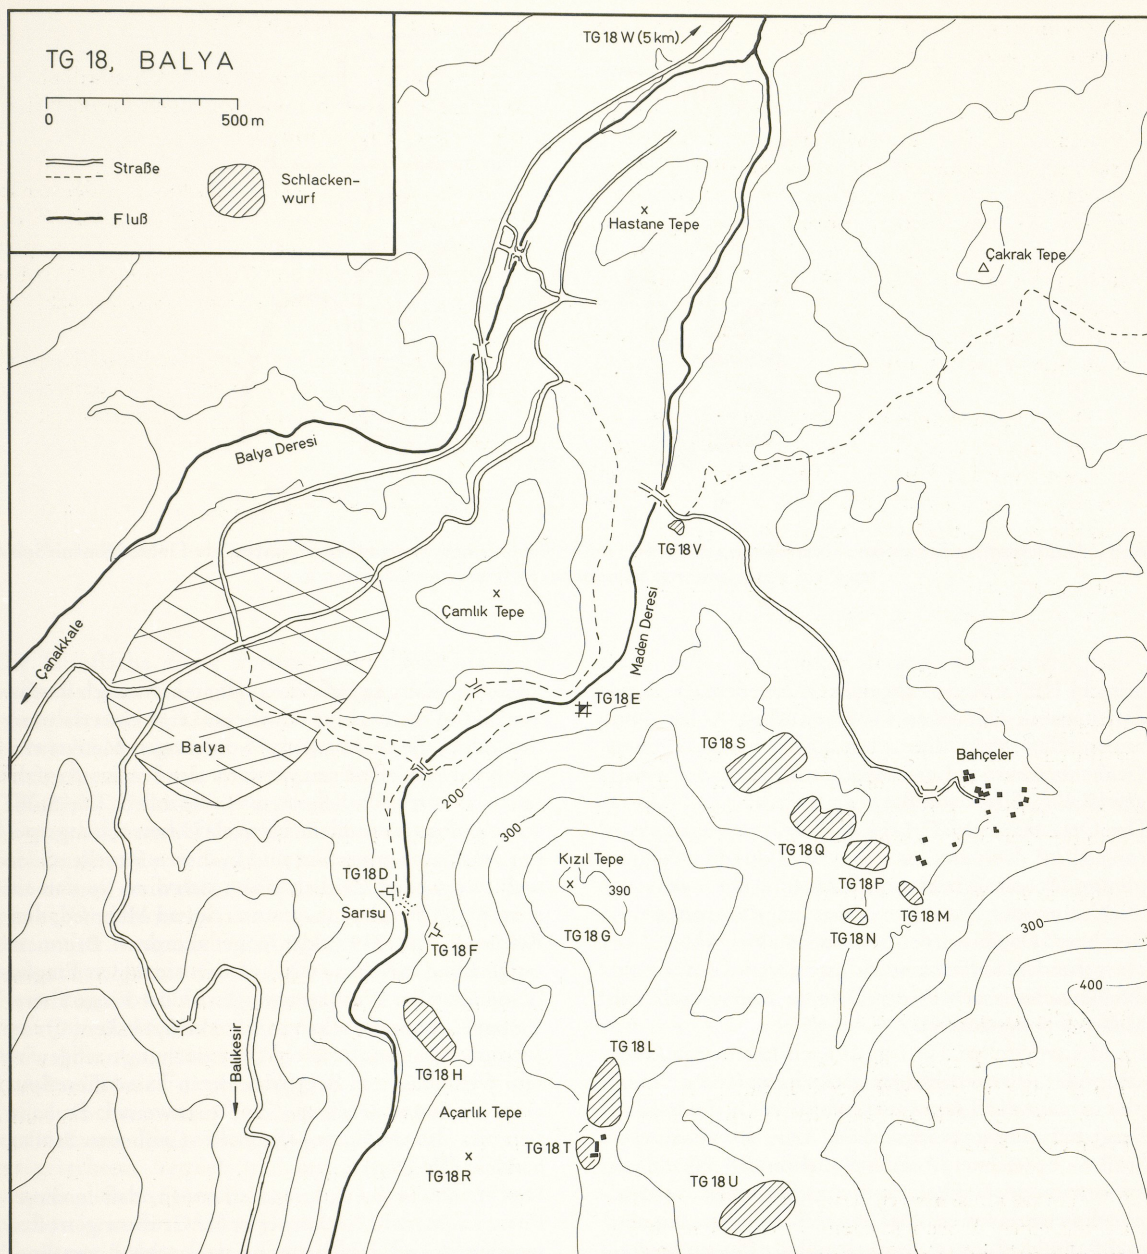 TG 18, BALYA
0 500 m
Straße
Fluß
Schlacken-
wurf
TG 18 W (5 km)
Hastane Tepe
Çakrak Tepe
Balya Deresi
TG 18 V
Çamlık Tepe
Maden Deresi
Çanakkale
TG 18 E
Balya
TG 18 S
Bahçeler
200
300
TG 18 Q
Kızıl Tepe
390
TG 18 P
TG 18 D
Sarısu
TG 18 M
TG 18 G
TG 18 N
300
TG 18 F
400
Balıkesir
TG 18 L
TG 18 H
Açarlık Tepe
TG 18 T
TG 18 R
TG 18 U